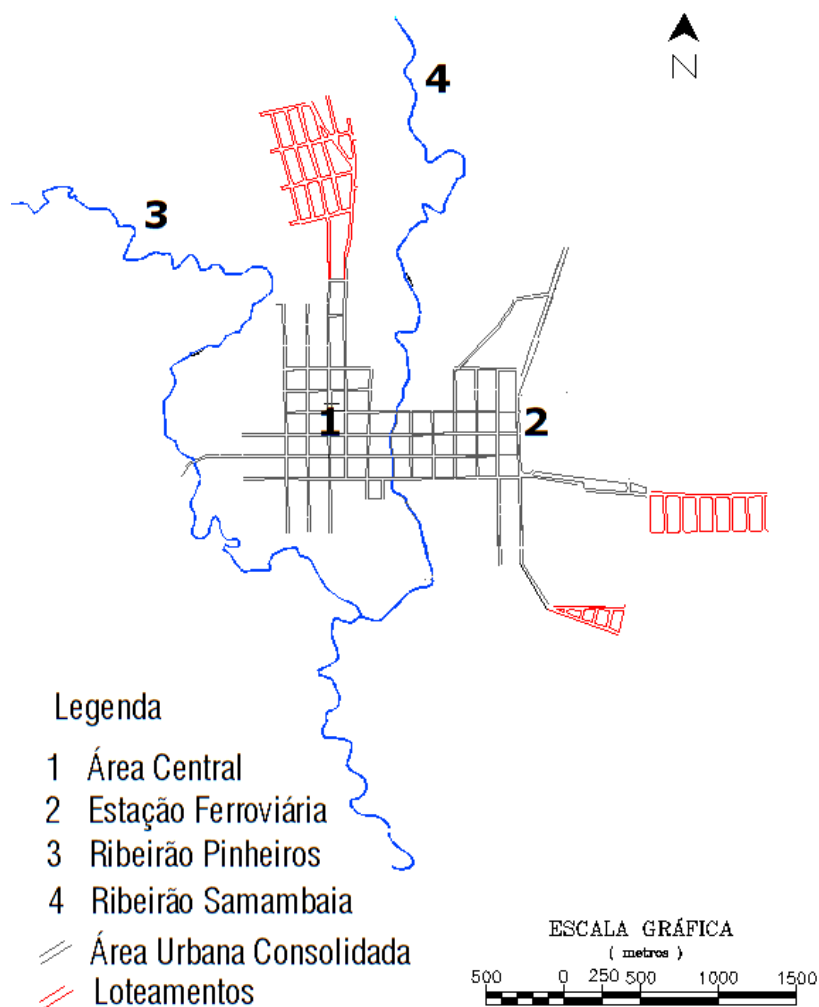 4
N
3
1
2
Legenda
1 Área Central
2 Estação Ferroviária
3 Ribeirão Pinheiros
4 Ribeirão Samambaia
Área Urbana Consolidada
Loteamentos
ESCALA GRÁFICA
( metros )
500 0 250 500 1000 1500